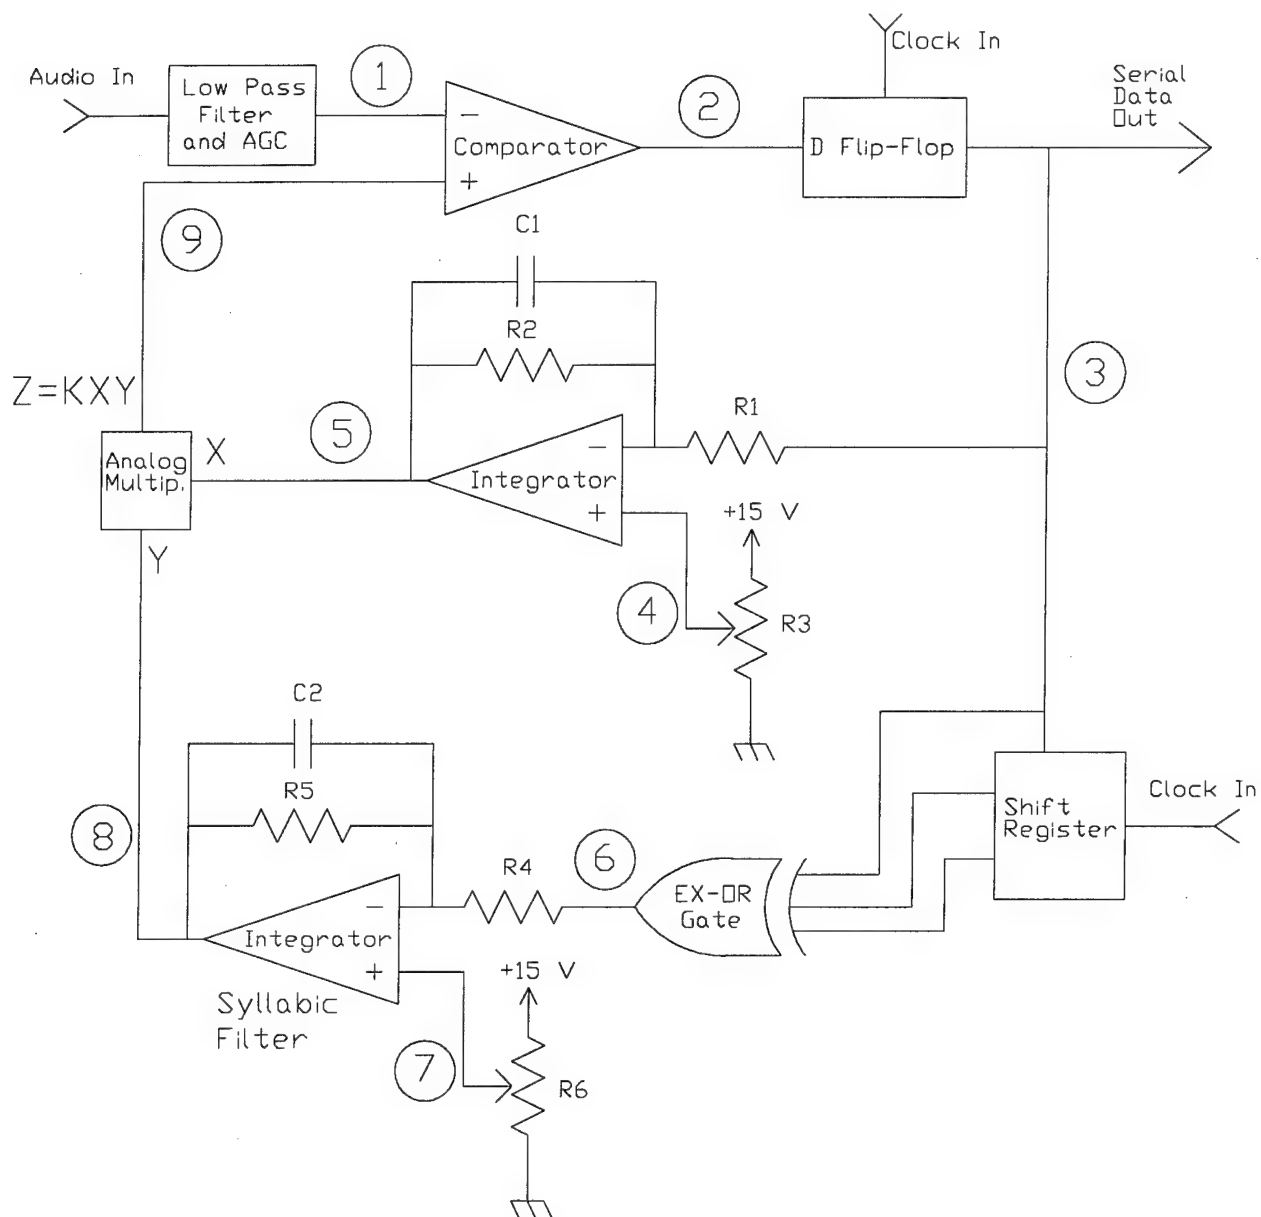 Clock In
Audio In
Low Pass
Filter
and AGC
1
2
Serial
Data
Out
−
Comparator
+
D Flip-Flop
9
C1
R2
3
Z=KXY
5
R1
Analog
Multip.
X
−
Integrator
+
+15 V
Y
4
R3
C2
R5
8
6
Shift
Register
Clock In
R4
EX-OR
Gate
−
Integrator
+
+15 V
Syllabic
Filter
7
R6